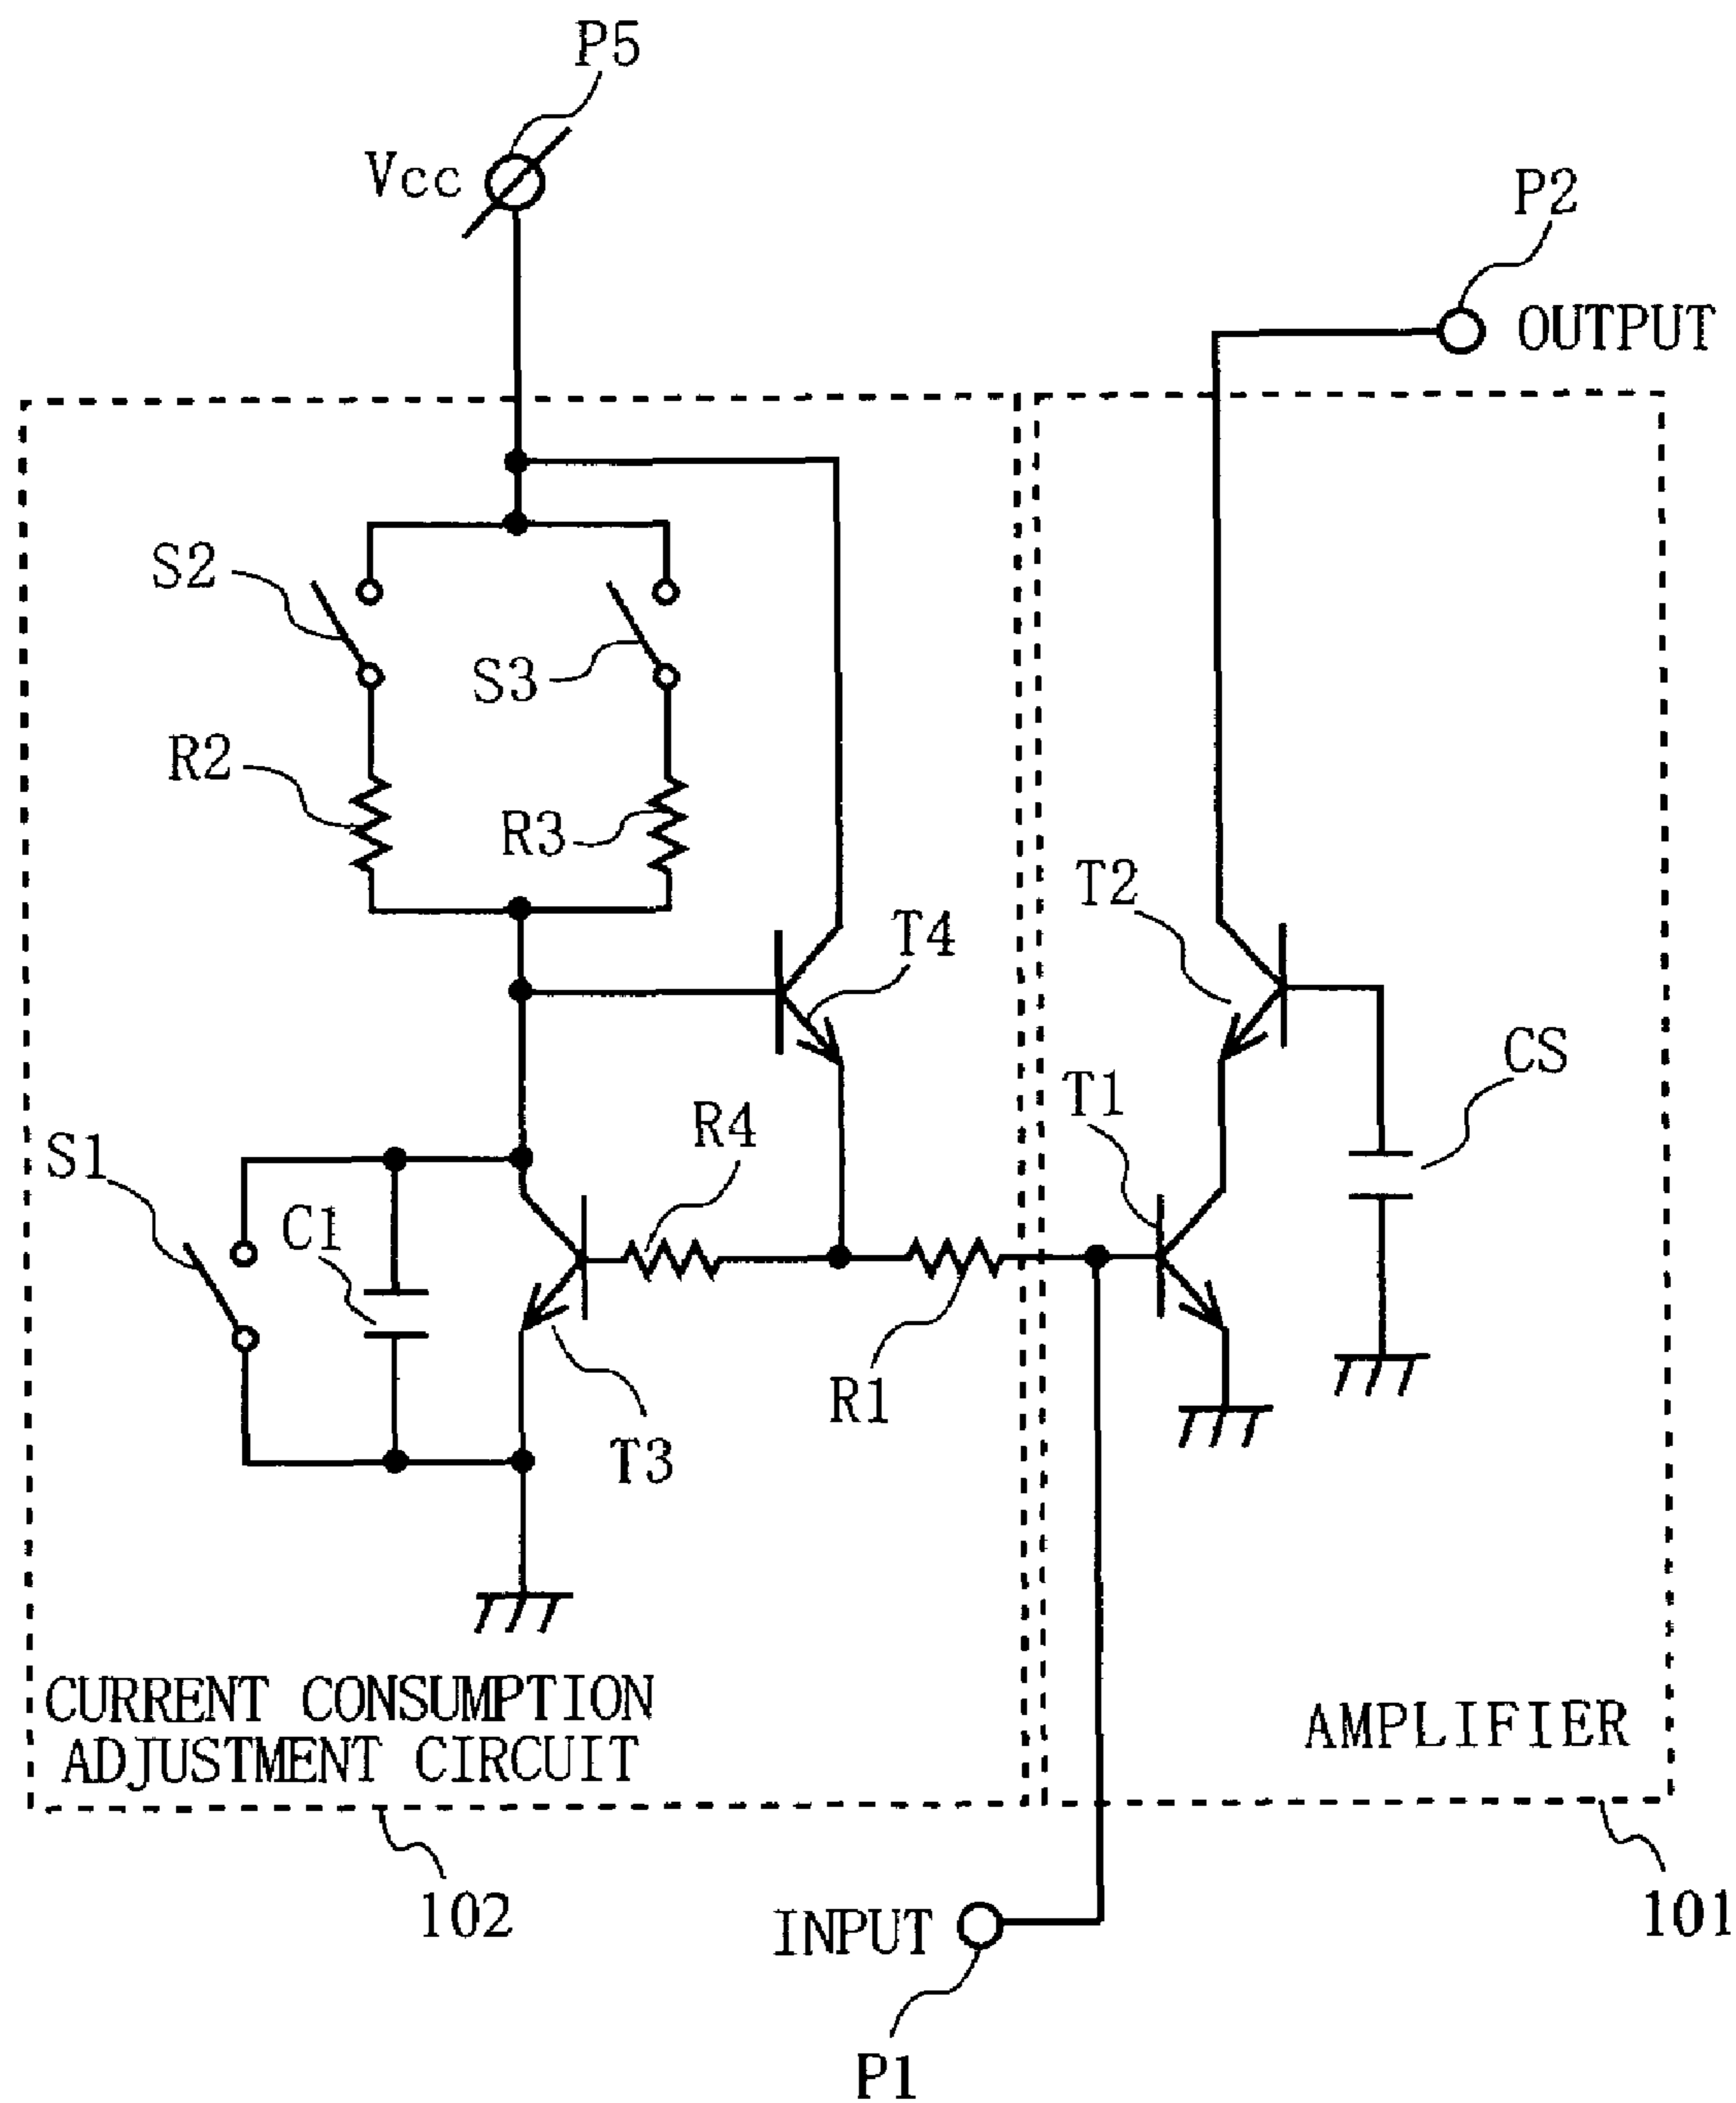 P5
Vcc
P2
OUTPUT
S2
S3
R2
R3
T2
T4
CS
T1
R4
S1
C1
R1
T3
CURRENT CONSUMPTION
ADJUSTMENT CIRCUIT
AMPLIFIER
102
101
INPUT
P1